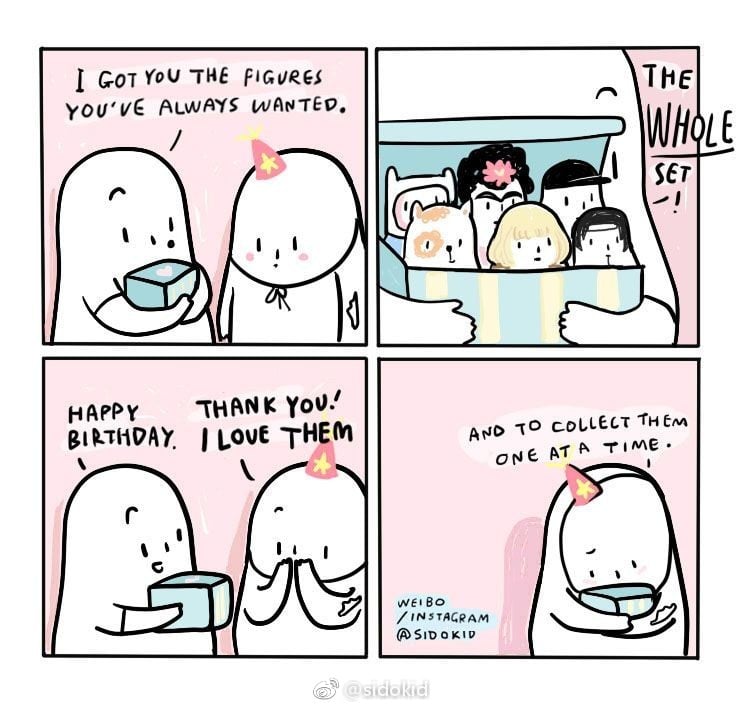 I GOT YOU THE FIGURES
YOU'VE ALWAYS WANTED.
THE
WHOLE
SET
!
HAPPY
BIRTHDAY.
THANK YOU!
I LOVE THEM
AND TO COLLECT THEM
ONE AT A TIME.
WEIBO
/INSTAGRAM
@SIDOKID
@sidokid